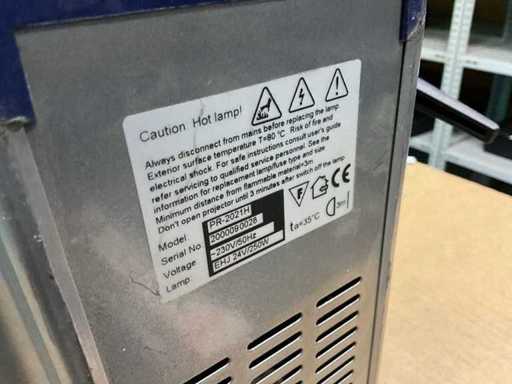 Caution Hot lamp!
Always disconnect from mains before replacing the lamp.
Exterior surface temperature T=80 °C. Risk of fire and
electrical shock. For safe instructions consult user's guide
refer servicing to qualified service personnel. See the
information for replacement lamp/fuse type and size
Minimum distance from flammable material=3m
Don't open projector until 3 minutes after switch off the lamp
Model: PR-2021H
Serial No 2000090028
Voltage ~230V/50Hz
Lamp: EHJ 24V/250W
F CE
ta=35°C 3m